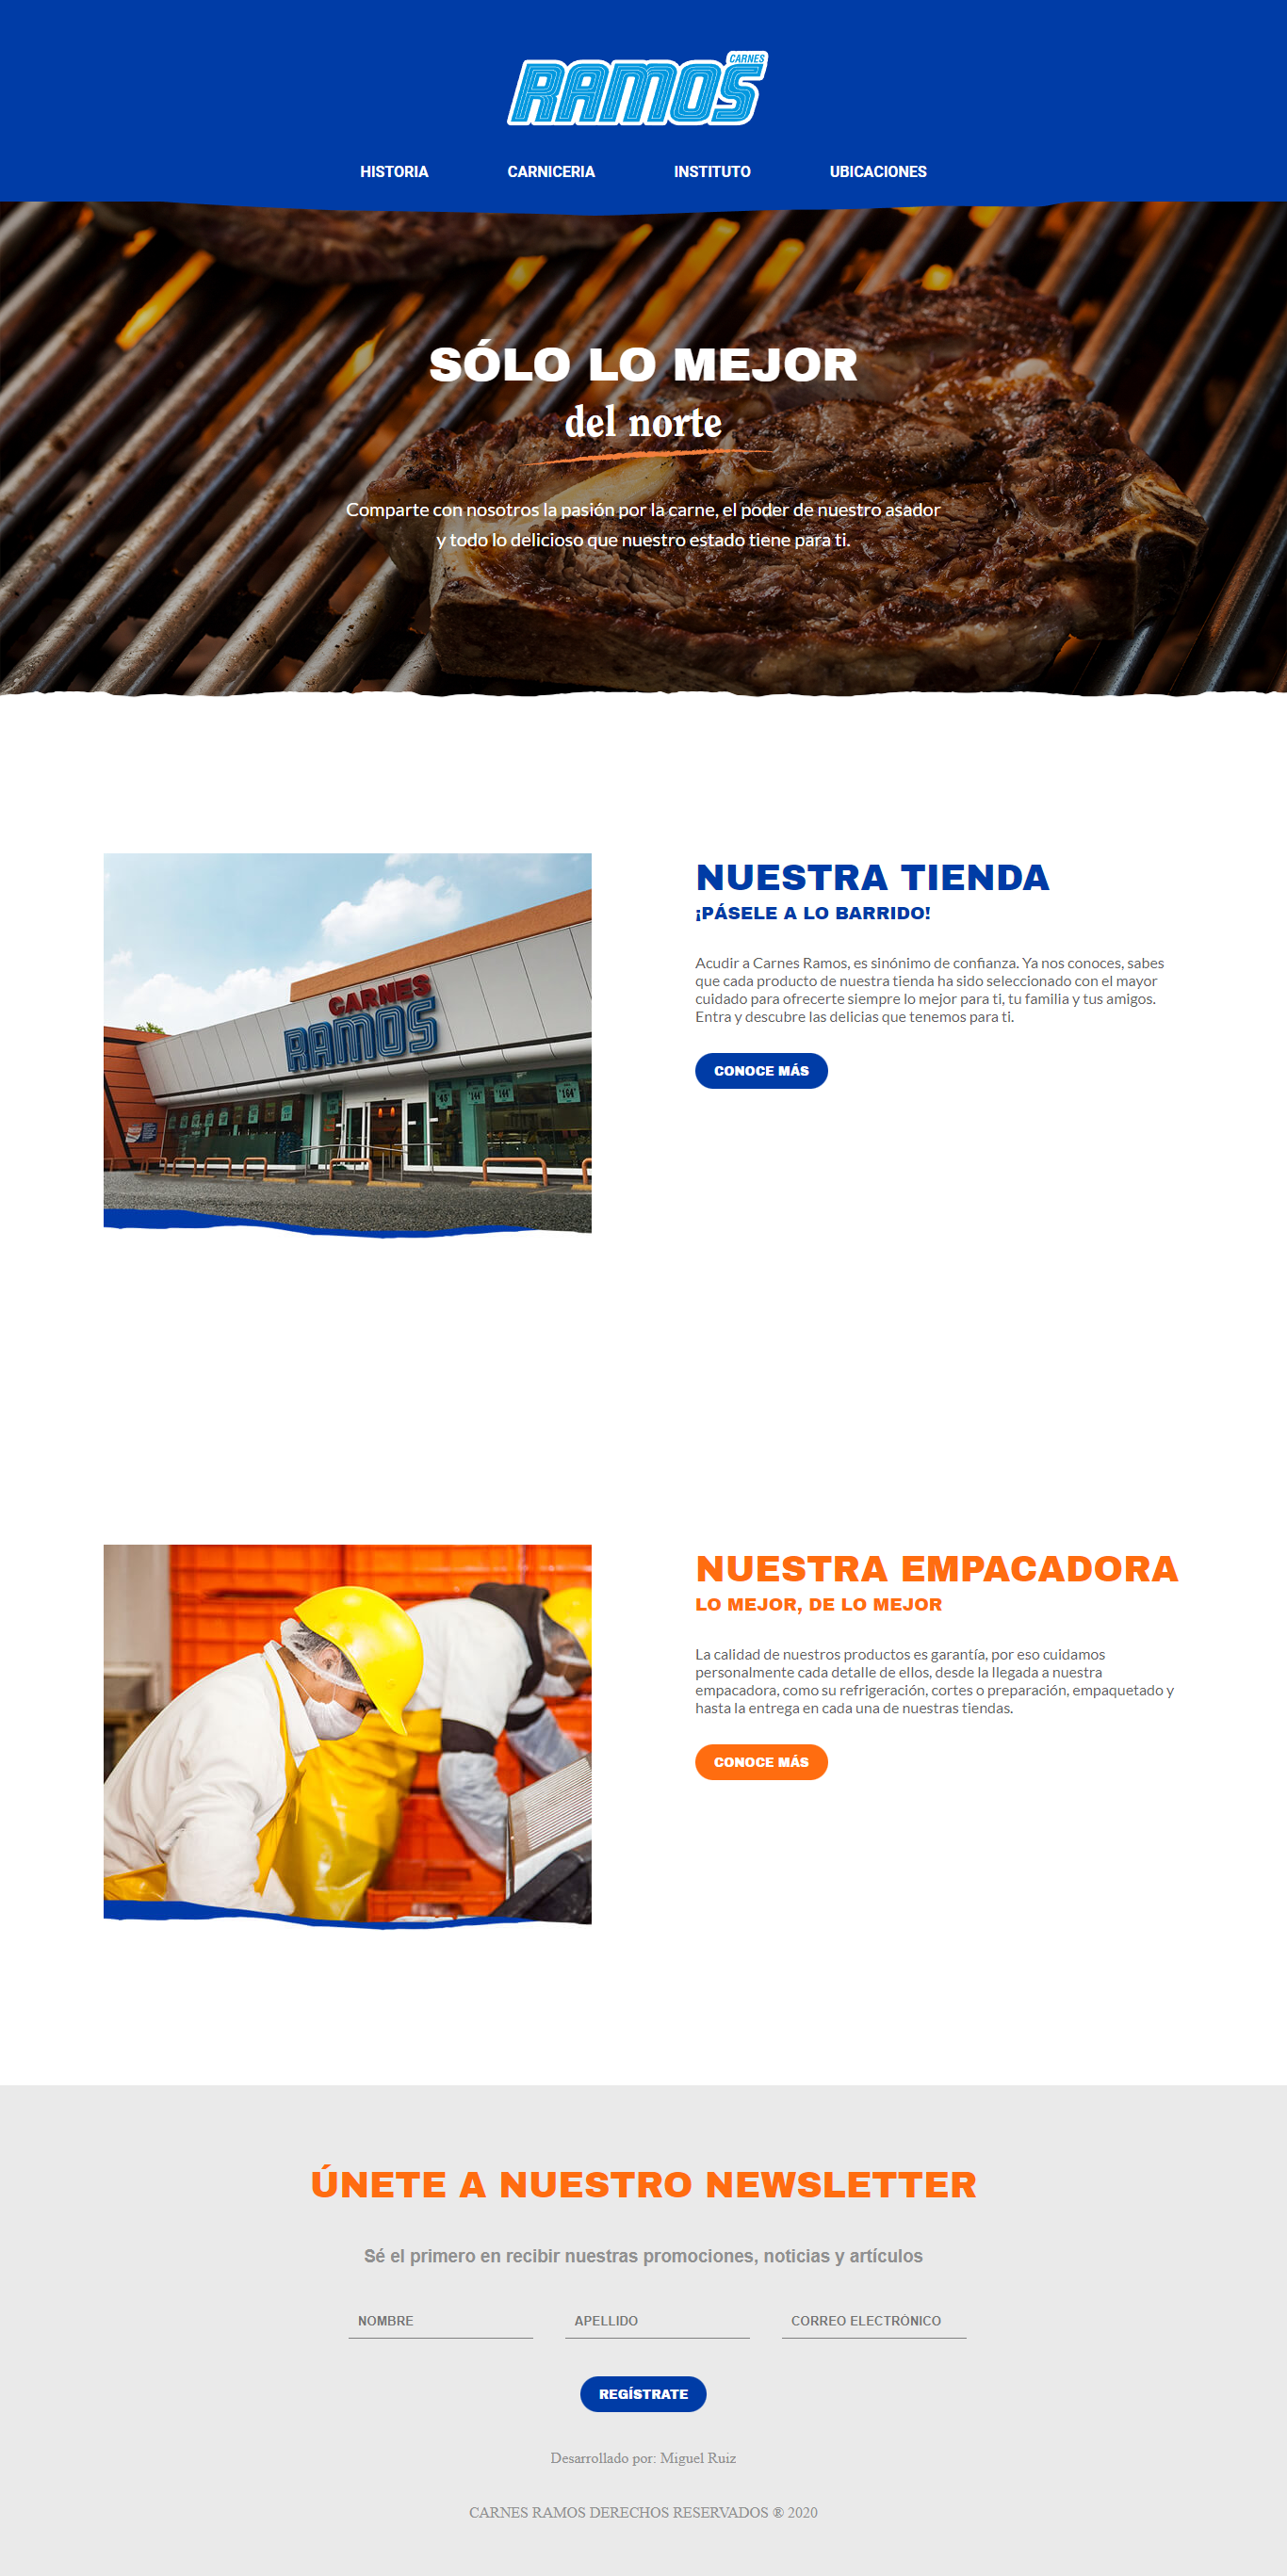 CARNES
RAMOS
HISTORIA CARNICERIA INSTITUTO UBICACIONES
SÓLO LO MEJOR
del norte
Comparte con nosotros la pasión por la carne, el poder de nuestro asador
y todo lo delicioso que nuestro estado tiene para ti.
CARNES
RAMOS
NUESTRA TIENDA
¡PÁSELE A LO BARRIDO!
Acudir a Carnes Ramos, es sinónimo de confianza. Ya nos conoces, sabes
que cada producto de nuestra tienda ha sido seleccionado con el mayor
cuidado para ofrecerte siempre lo mejor para ti, tu familia y tus amigos.
Entra y descubre las delicias que tenemos para ti.
CONOCE MÁS
NUESTRA EMPACADORA
LO MEJOR, DE LO MEJOR
La calidad de nuestros productos es garantía, por eso cuidamos
personalmente cada detalle de ellos, desde la llegada a nuestra
empacadora, como su refrigeración, cortes o preparación, empaquetado y
hasta la entrega en cada una de nuestras tiendas.
CONOCE MÁS
ÚNETE A NUESTRO NEWSLETTER
Sé el primero en recibir nuestras promociones, noticias y artículos
NOMBRE APELLIDO CORREO ELECTRÓNICO
REGÍSTRATE
Desarrollado por: Miguel Ruiz
CARNES RAMOS DERECHOS RESERVADOS ® 2020